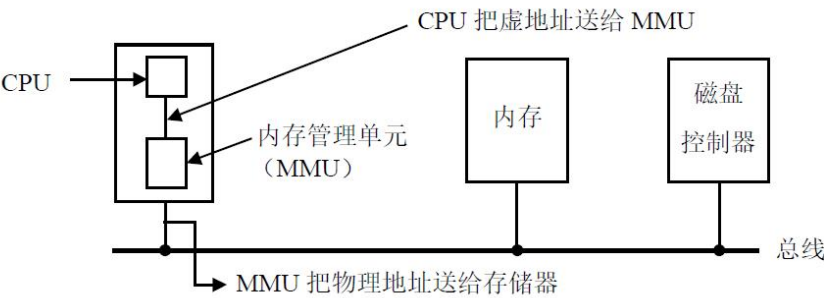 CPU 把虚地址送给 MMU
CPU
内存管理单元
（MMU）
内存
磁盘
控制器
总线
MMU 把物理地址送给存储器